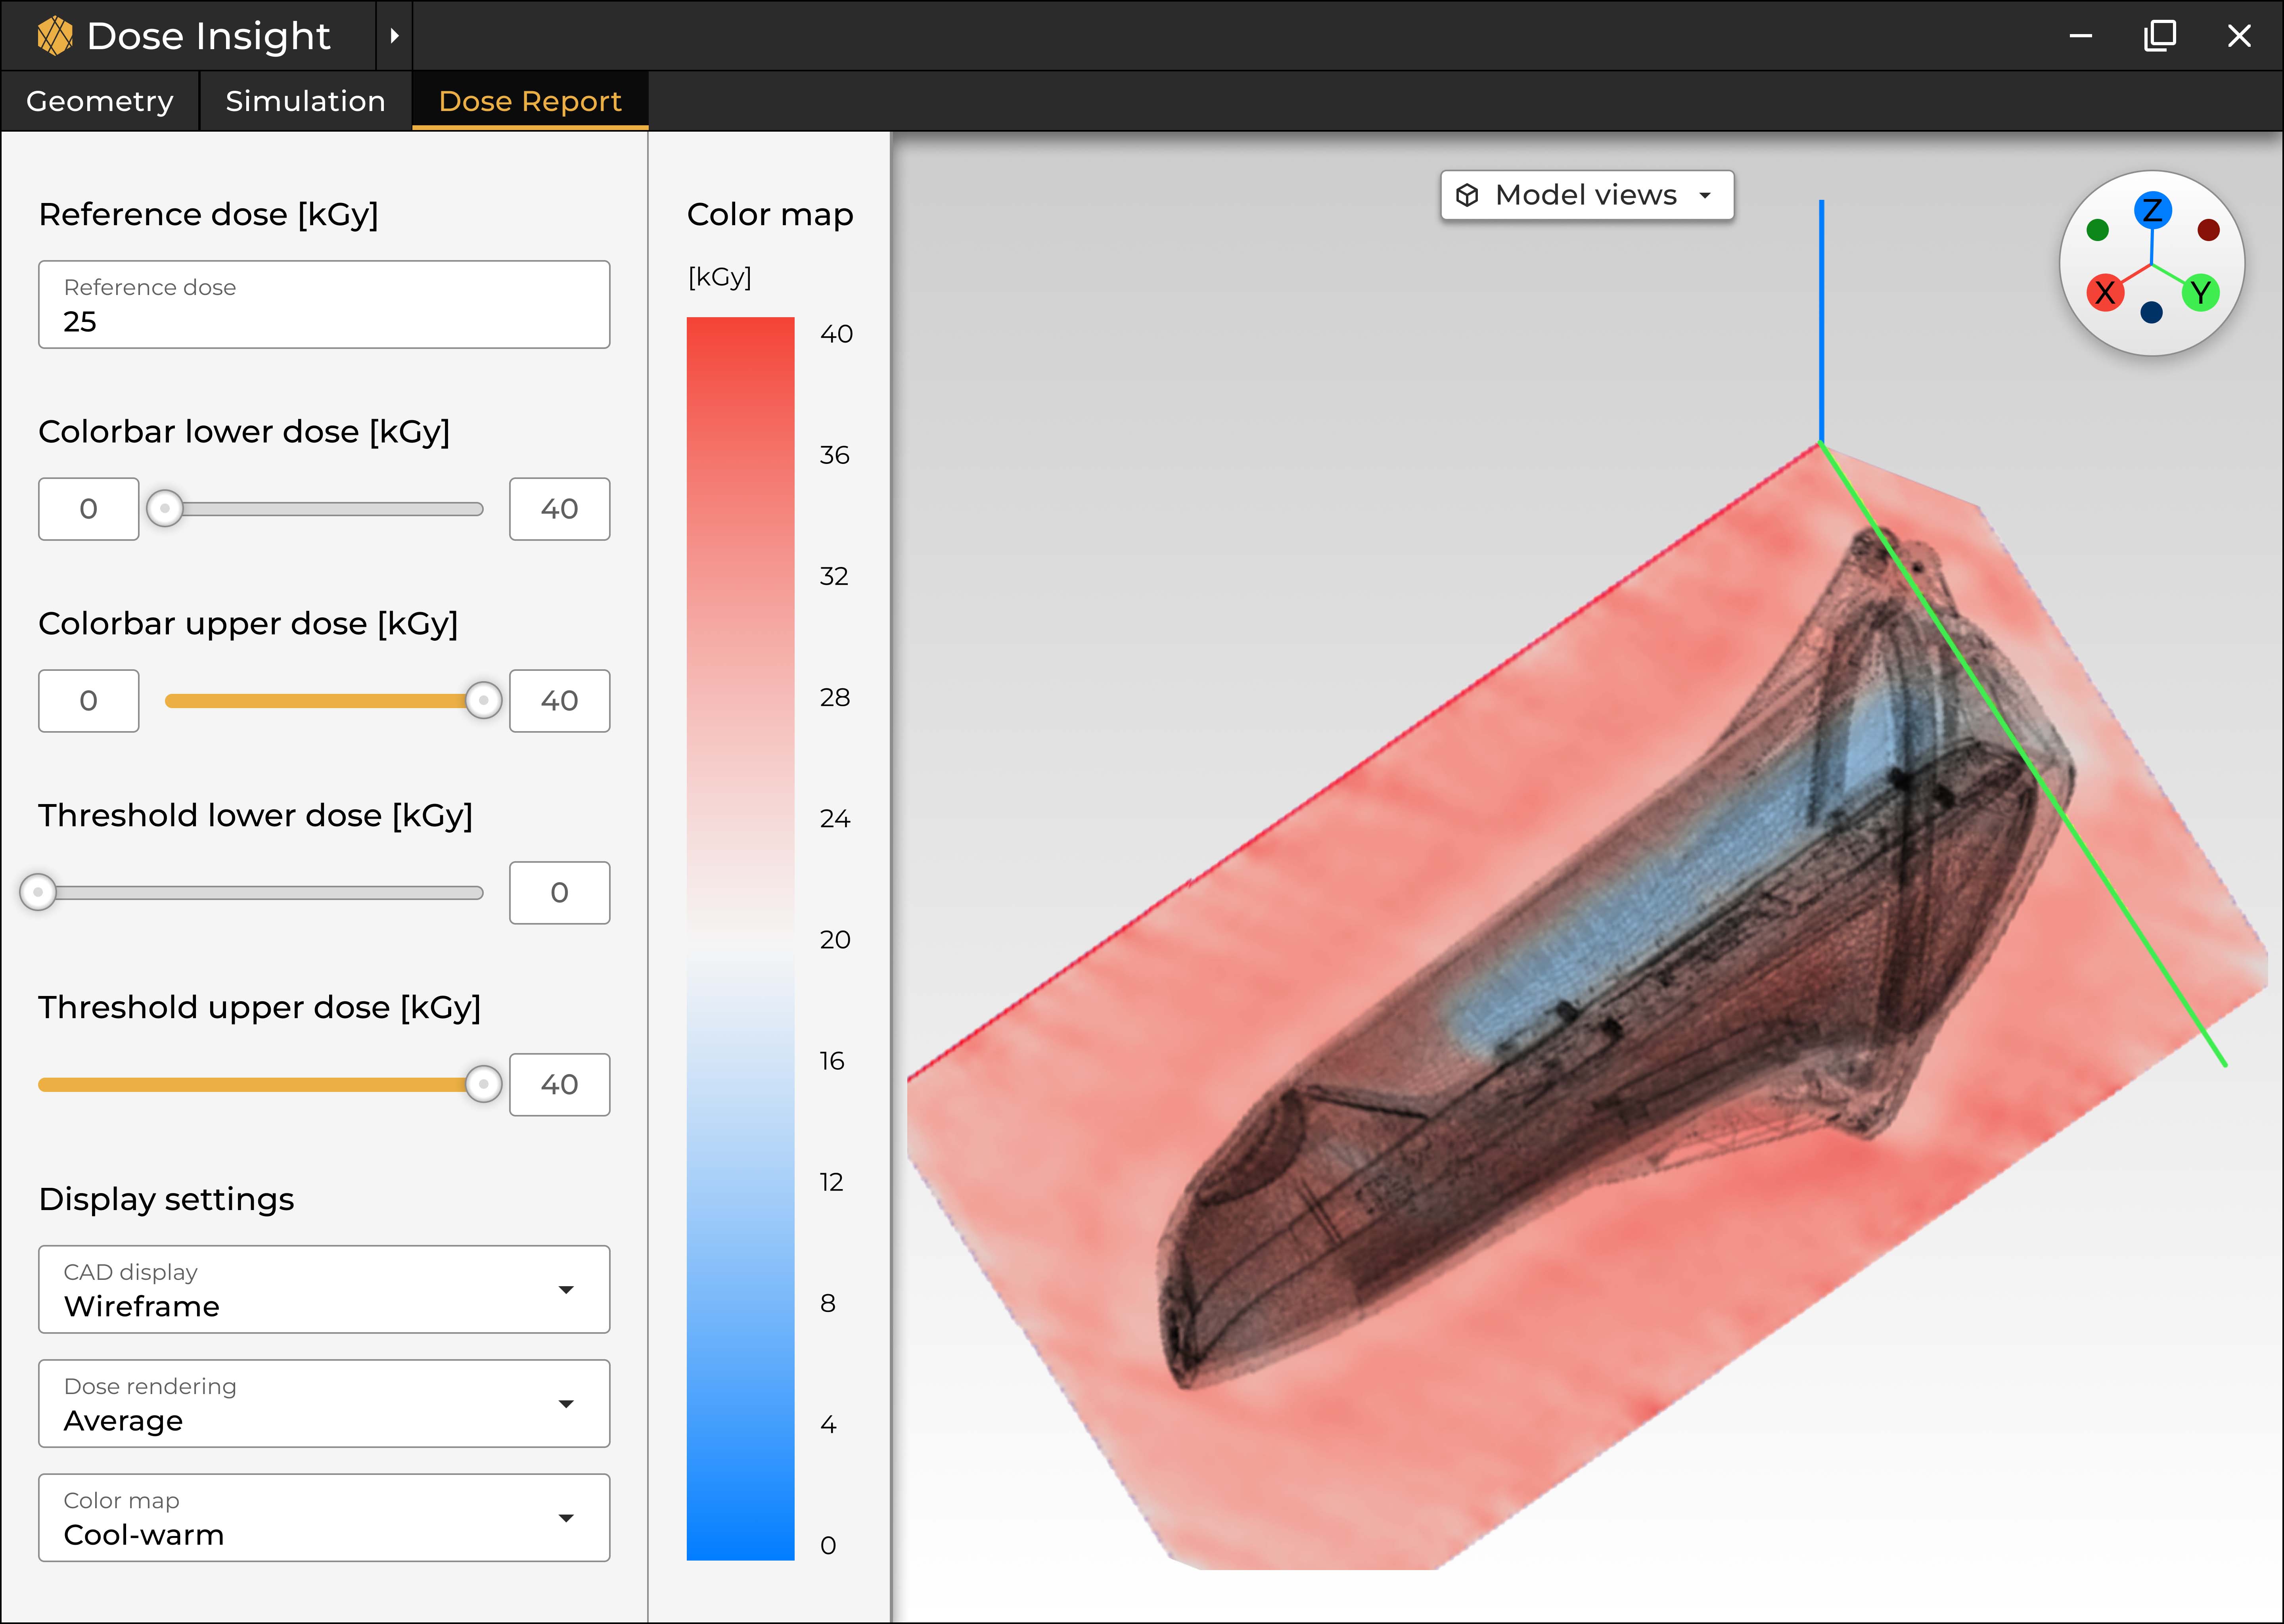 Dose Insight
Geometry
Simulation
Dose Report
Reference dose [kGy]
Reference dose
25
Colorbar lower dose [kGy]
0
40
Colorbar upper dose [kGy]
0
40
Threshold lower dose [kGy]
0
Threshold upper dose [kGy]
40
Display settings
CAD display
Wireframe
Dose rendering
Average
Color map
Cool-warm
Color map
[kGy]
40
36
32
28
24
20
16
12
8
4
0
Model views
Z
X
Y